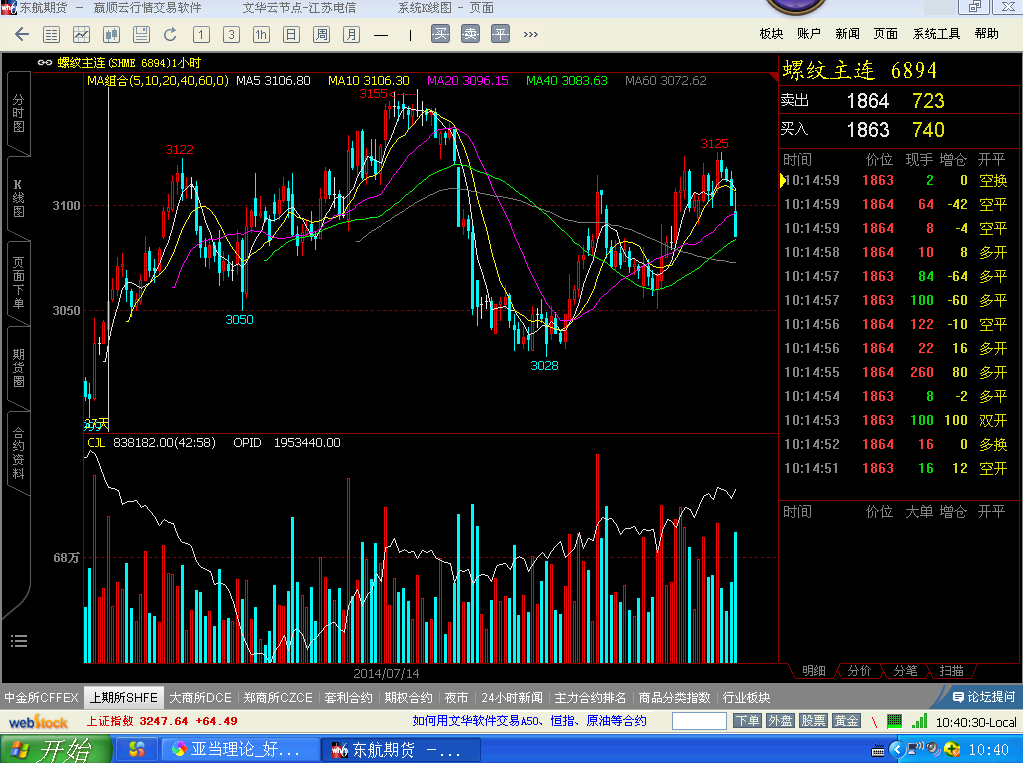 东航期货 － 赢顺云行情交易软件 文华云节点-江苏电信 系统K线图 - 页面
1 3 1h 日 周 月 买 卖 平 板块 账户 新闻 页面 系统工具 帮助
螺纹主连(SHME 6894)1小时
MA组合(5,10,20,40,60,0) MA5 3106.80 MA10 3106.30 MA20 3096.15 MA40 3083.63 MA60 3072.62
分时图
K线图
页面下单
期货圈
合约资料
3155
3122
3125
3100
3050
3050
3028
37天
CJL 838182.00(42:58) OPID 1953440.00
68万
2014/07/14
螺纹主连 6894
卖出 1864 723
买入 1863 740
时间 价位 现手 增仓 开平
10:14:59 1863 2 0 空换
10:14:59 1864 64 -42 空平
10:14:59 1864 8 -4 空平
10:14:58 1864 10 8 多开
10:14:57 1863 84 -64 多平
10:14:57 1863 100 -60 多平
10:14:56 1864 122 -10 空平
10:14:56 1864 22 16 多开
10:14:55 1864 260 80 多开
10:14:54 1863 8 -2 多平
10:14:53 1863 100 100 双开
10:14:52 1864 16 0 多换
10:14:51 1863 16 12 空开
时间 价位 大单 增仓 开平
明细 分价 分笔 扫描
中金所CFFEX 上期所SHFE 大商所DCE 郑商所CZCE 套利合约 期权合约 夜市 24小时新闻 主力合约排名 商品分类指数 行业板块 论坛提问
webstock 上证指数 3247.64 +64.49 如何用文华软件交易A50、恒指、原油等合约 下单 外盘 股票 黄金 10:40:30-Local
开始 亚当理论_好... 东航期货 －... 10:40